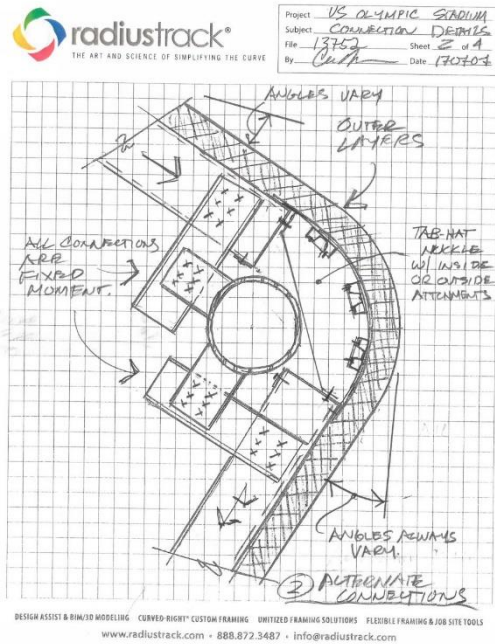 radiustrack®
THE ART AND SCIENCE OF SIMPLIFYING THE CURVE
Project US OLYMPIC STADIUM
Subject CONNECTION DETAILS
File 13752 Sheet 2 of 4
By Date 170707
ANGLES VARY
OUTER
LAYERS
ALL CONNECTIONS
ARE
FIXED
MOMENT.
TAB-HAT
W/ INSIDE
OR OUTSIDE
ATTCHMENTS
ANGLES ALWAYS
VARY.
2 ALTERNATE
CONNECTIONS
DESIGN ASSIST & BIM/3D MODELING CURVED-RIGHT® CUSTOM FRAMING UNITIZED FRAMING SOLUTIONS FLEXIBLE FRAMING & JOB SITE TOOLS
www.radiustrack.com • 888.872.3487 • info@radiustrack.com